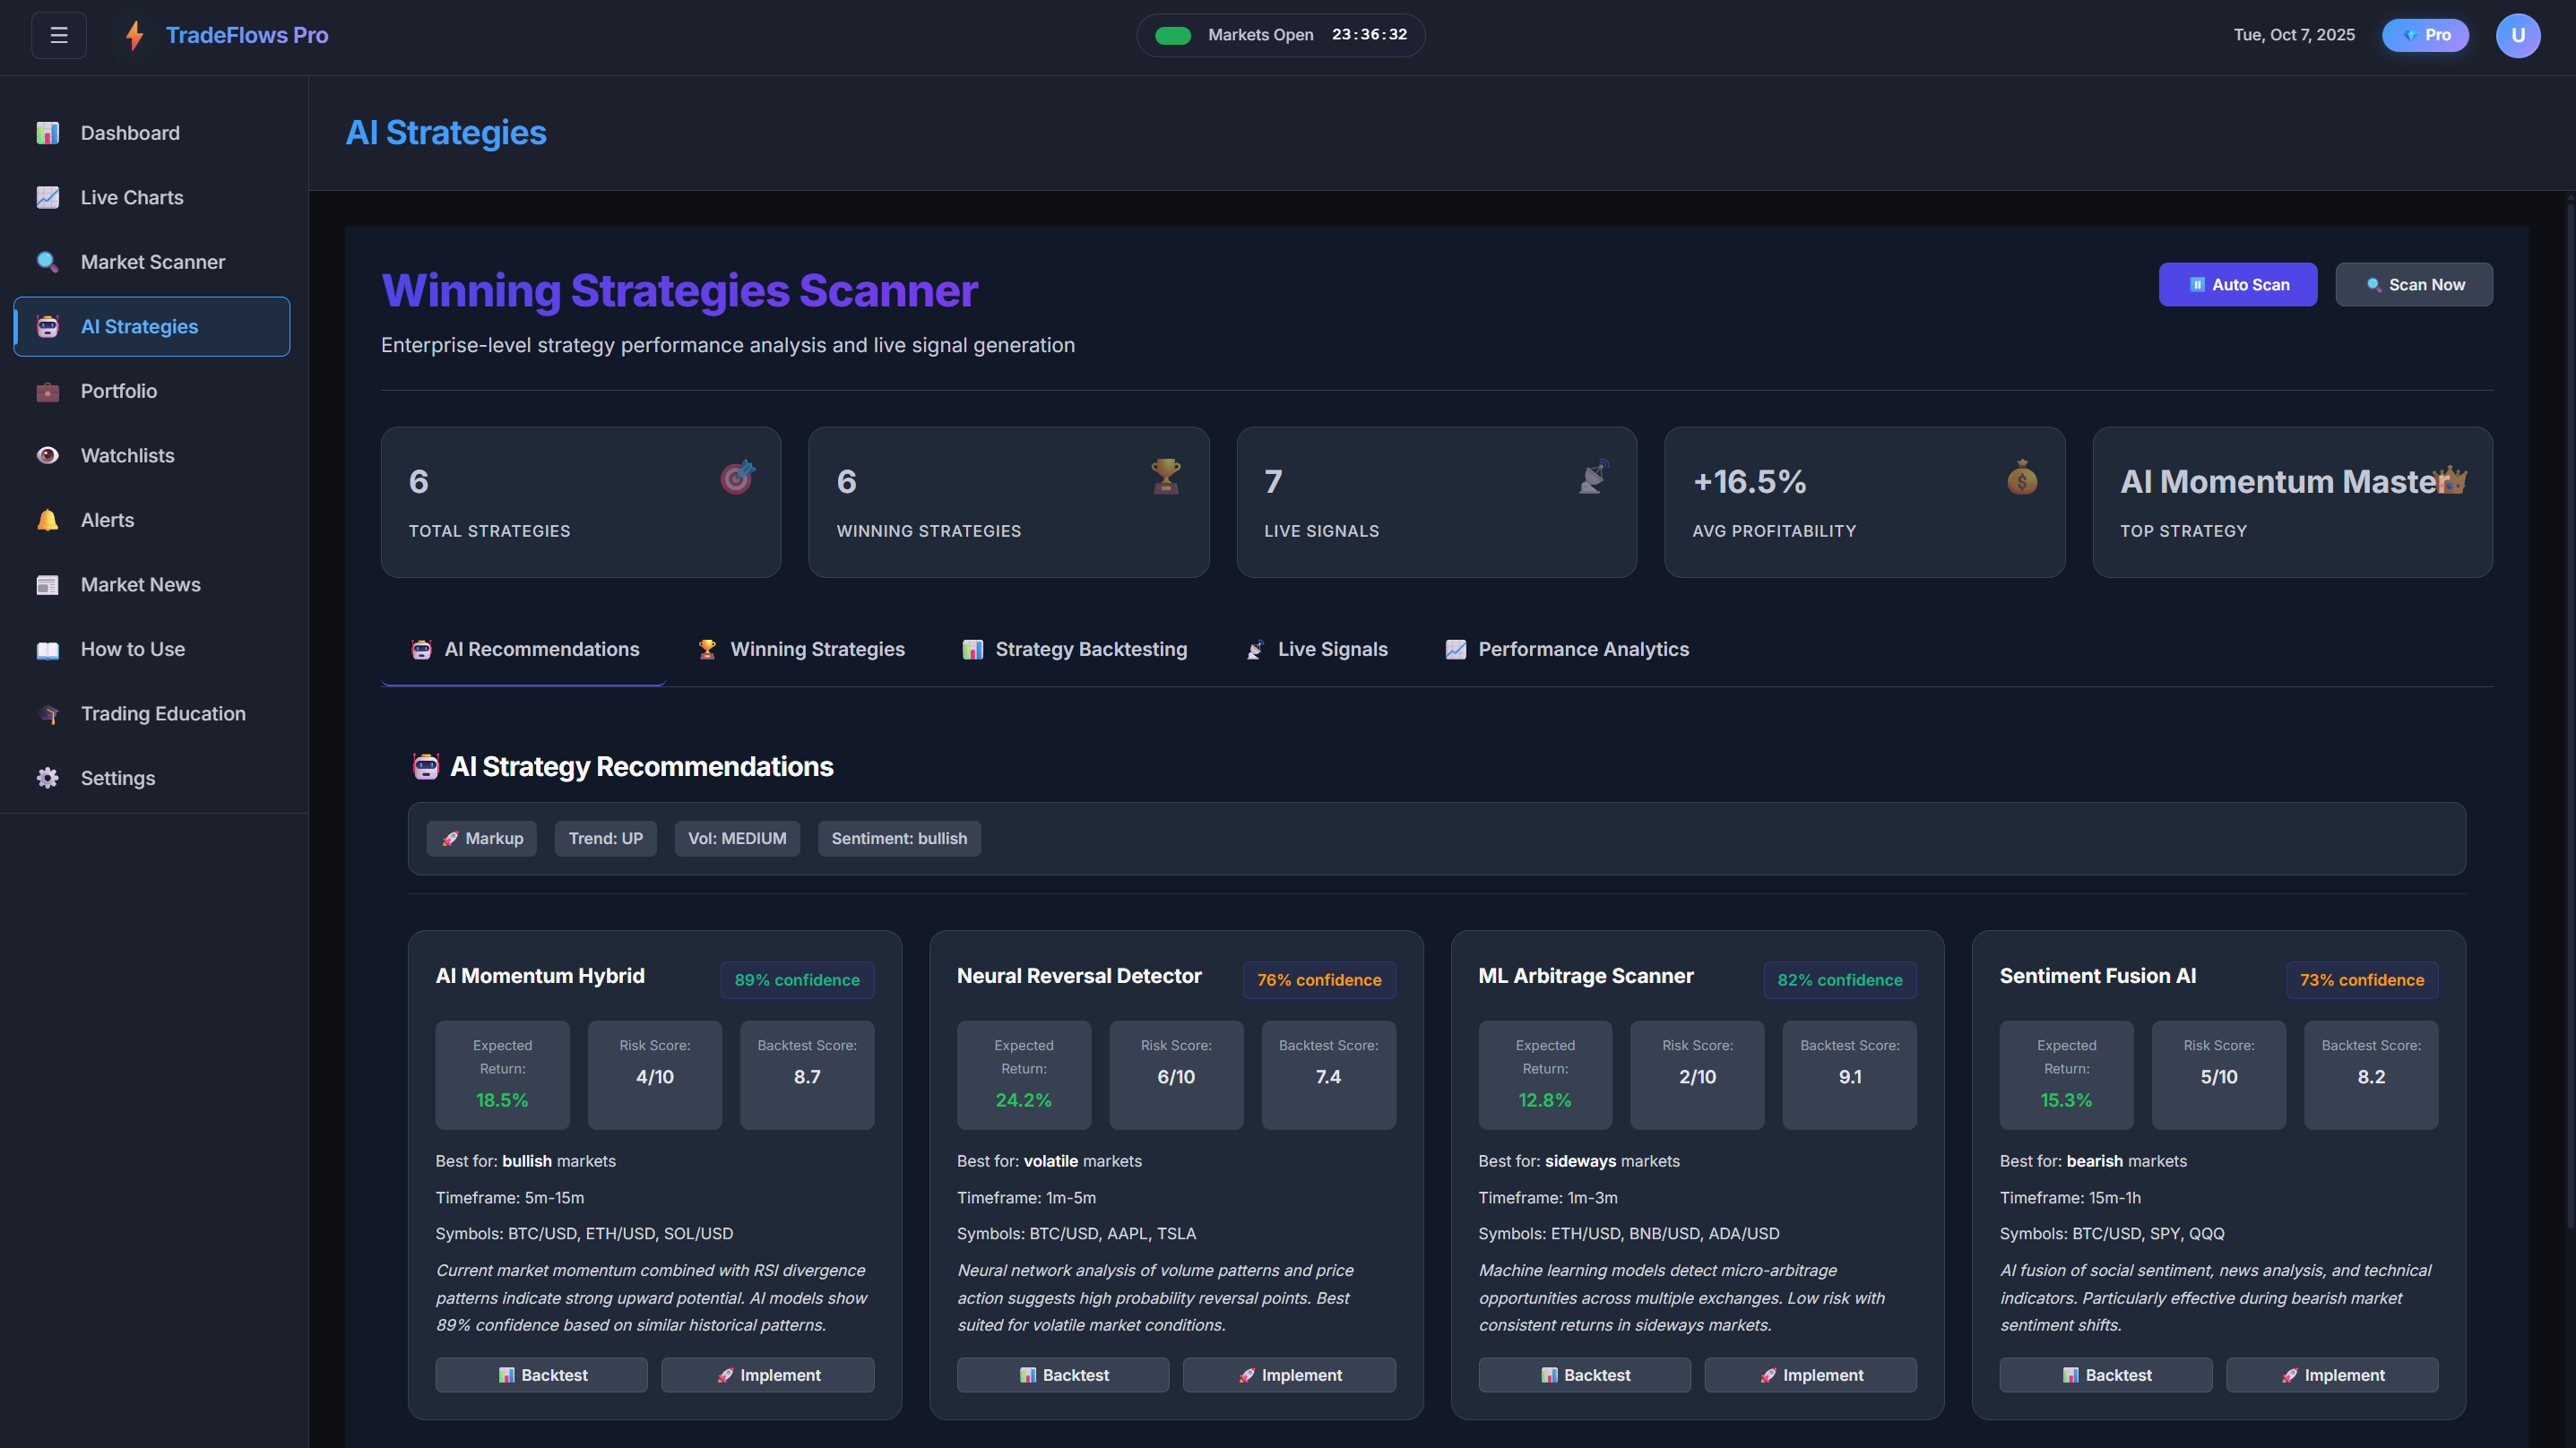 TradeFlows Pro
Markets Open 23:36:32
Tue, Oct 7, 2025
Pro
U
Dashboard
Live Charts
Market Scanner
AI Strategies
Portfolio
Watchlists
Alerts
Market News
How to Use
Trading Education
Settings
AI Strategies
Winning Strategies Scanner
Enterprise-level strategy performance analysis and live signal generation
Auto Scan
Scan Now
6
TOTAL STRATEGIES
6
WINNING STRATEGIES
7
LIVE SIGNALS
+16.5%
AVG PROFITABILITY
AI Momentum Master
TOP STRATEGY
AI Recommendations
Winning Strategies
Strategy Backtesting
Live Signals
Performance Analytics
AI Strategy Recommendations
Markup
Trend: UP
Vol: MEDIUM
Sentiment: bullish
AI Momentum Hybrid
89% confidence
Expected
Return:
18.5%
Risk Score:
4/10
Backtest Score:
8.7
Best for: bullish markets
Timeframe: 5m-15m
Symbols: BTC/USD, ETH/USD, SOL/USD
Current market momentum combined with RSI divergence
patterns indicate strong upward potential. AI models show
89% confidence based on similar historical patterns.
Backtest
Implement
Neural Reversal Detector
76% confidence
Expected
Return:
24.2%
Risk Score:
6/10
Backtest Score:
7.4
Best for: volatile markets
Timeframe: 1m-5m
Symbols: BTC/USD, AAPL, TSLA
Neural network analysis of volume patterns and price
action suggests high probability reversal points. Best
suited for volatile market conditions.
Backtest
Implement
ML Arbitrage Scanner
82% confidence
Expected
Return:
12.8%
Risk Score:
2/10
Backtest Score:
9.1
Best for: sideways markets
Timeframe: 1m-3m
Symbols: ETH/USD, BNB/USD, ADA/USD
Machine learning models detect micro-arbitrage
opportunities across multiple exchanges. Low risk with
consistent returns in sideways markets.
Backtest
Implement
Sentiment Fusion AI
73% confidence
Expected
Return:
15.3%
Risk Score:
5/10
Backtest Score:
8.2
Best for: bearish markets
Timeframe: 15m-1h
Symbols: BTC/USD, SPY, QQQ
AI fusion of social sentiment, news analysis, and technical
indicators. Particularly effective during bearish market
sentiment shifts.
Backtest
Implement